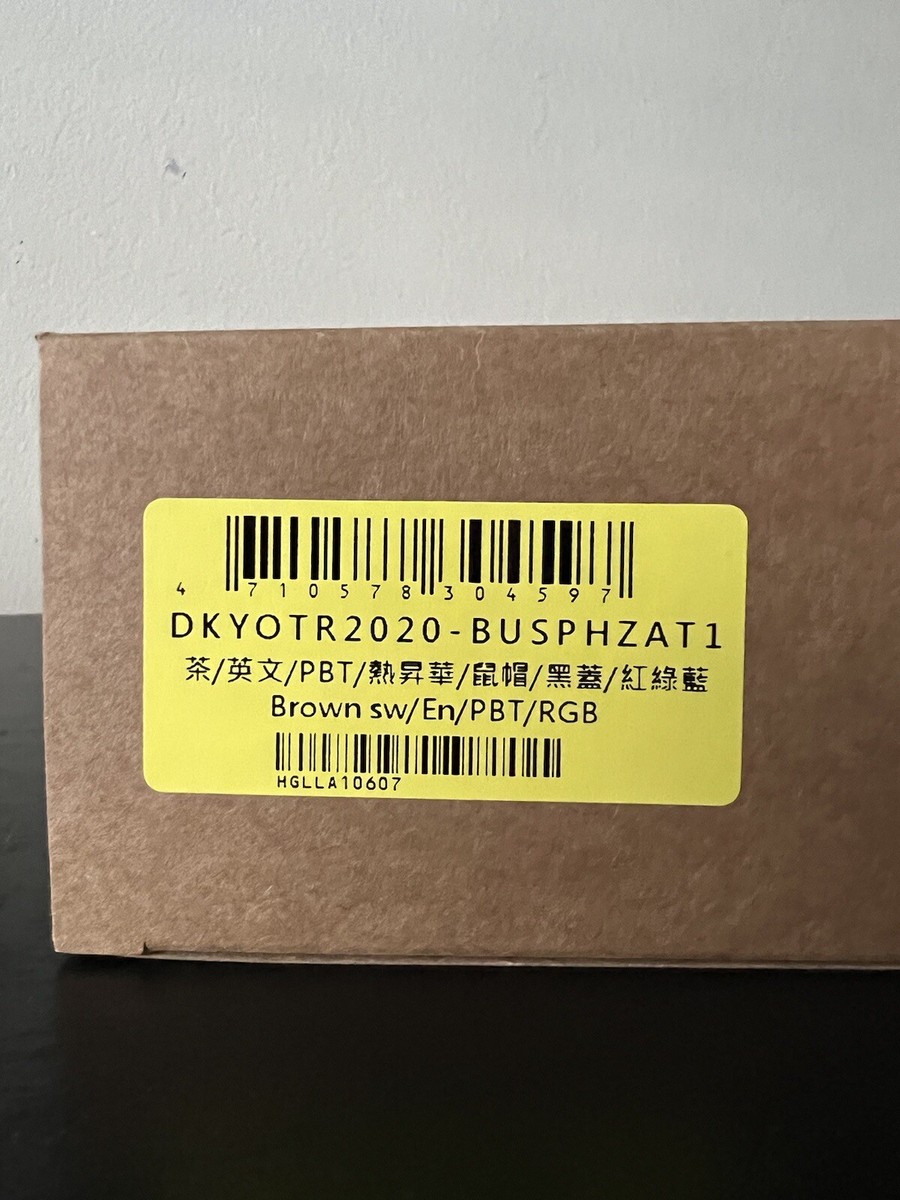 4 710578 304597
DKYOTR2020-BUSPHZAT1
茶/英文/PBT/熱昇華/鼠帽/黑蓋/紅綠藍
Brown sw/En/PBT/RGB
HGLLA10607